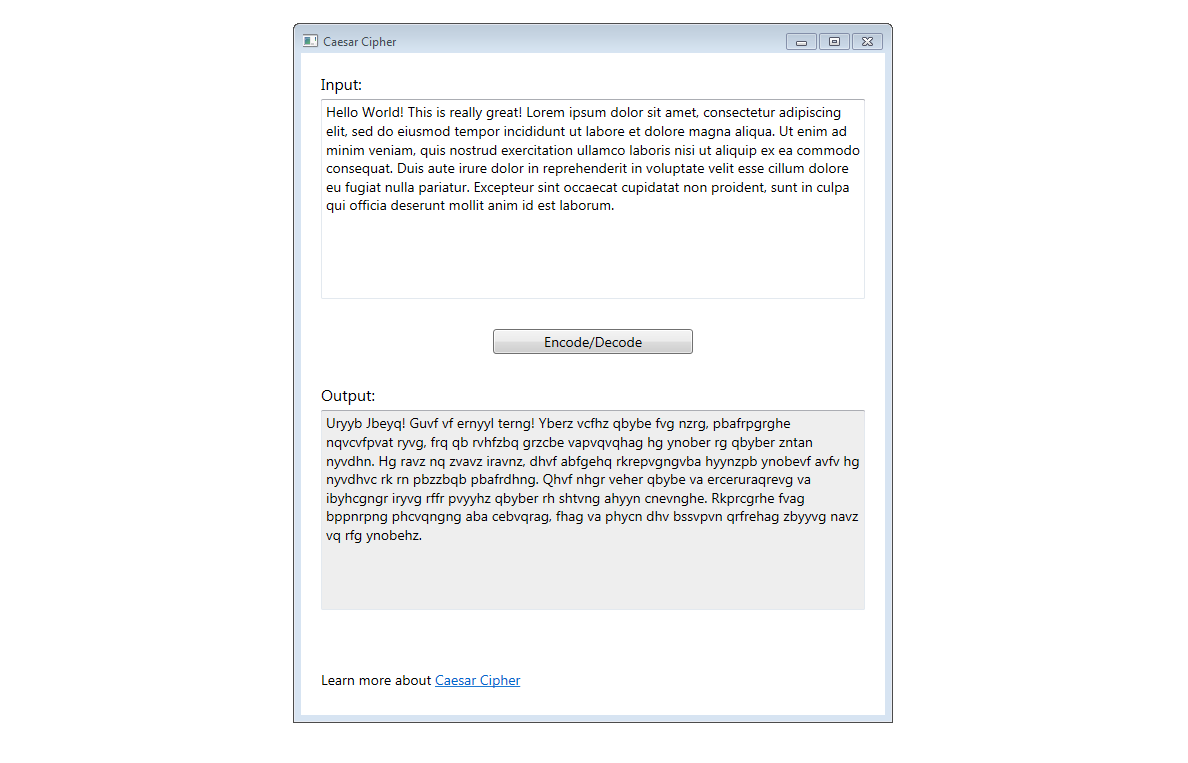 Caesar Cipher
Input:
Hello World! This is really great! Lorem ipsum dolor sit amet, consectetur adipiscing
elit, sed do eiusmod tempor incididunt ut labore et dolore magna aliqua. Ut enim ad
minim veniam, quis nostrud exercitation ullamco laboris nisi ut aliquip ex ea commodo
consequat. Duis aute irure dolor in reprehenderit in voluptate velit esse cillum dolore
eu fugiat nulla pariatur. Excepteur sint occaecat cupidatat non proident, sunt in culpa
qui officia deserunt mollit anim id est laborum.
Encode/Decode
Output:
Uryyb Jbeyq! Guvf vf ernyyl terng! Yberz vcfhz qbybe fvg nzrg, pbafrpgrghe
nqvcvfpvat ryvg, frq qb rvhfzbq grzcbe vapvqvqhag hg ynober rg qbyber zntan
nyvdhn. Hg ravz nq zvavz iravnz, dhvf abfgehq rkrepvgngvba hyynzpb ynobevf avfv hg
nyvdhvc rk rn pbzzbqb pbafrdhng. Qhvf nhgr veher qbybe va erceruraqrevg va
ibyhcgngr iryvg rffr pvyyhz qbyber rh shtvng ahyyn cnevnghe. Rkprcgrhe fvag
bppnrpng phcvqngng aba cebvqrag, fhag va phycn dhv bssvpvn qrfrehag zbyyvg navz
vq rfg ynobehz.
Learn more about Caesar Cipher